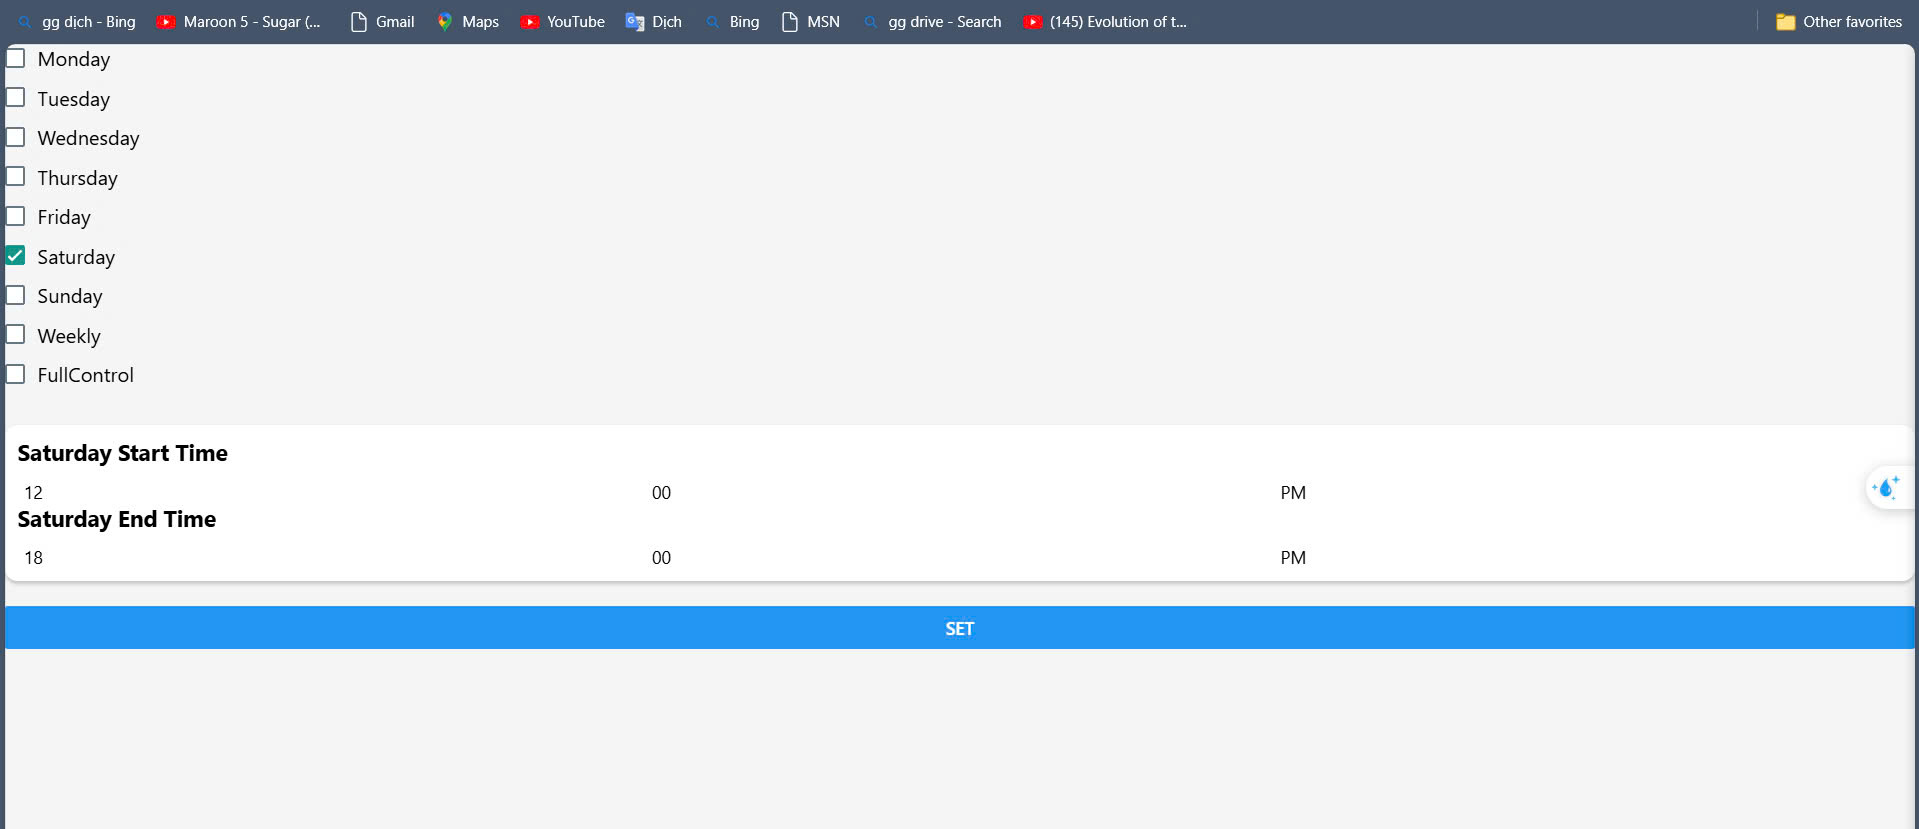 gg dịch - Bing Maroon 5 - Sugar (... Gmail Maps YouTube Dịch Bing MSN gg drive - Search (145) Evolution of t... Other favorites
Monday
Tuesday
Wednesday
Thursday
Friday
Saturday
Sunday
Weekly
FullControl
Saturday Start Time
12 00 PM
Saturday End Time
18 00 PM
SET